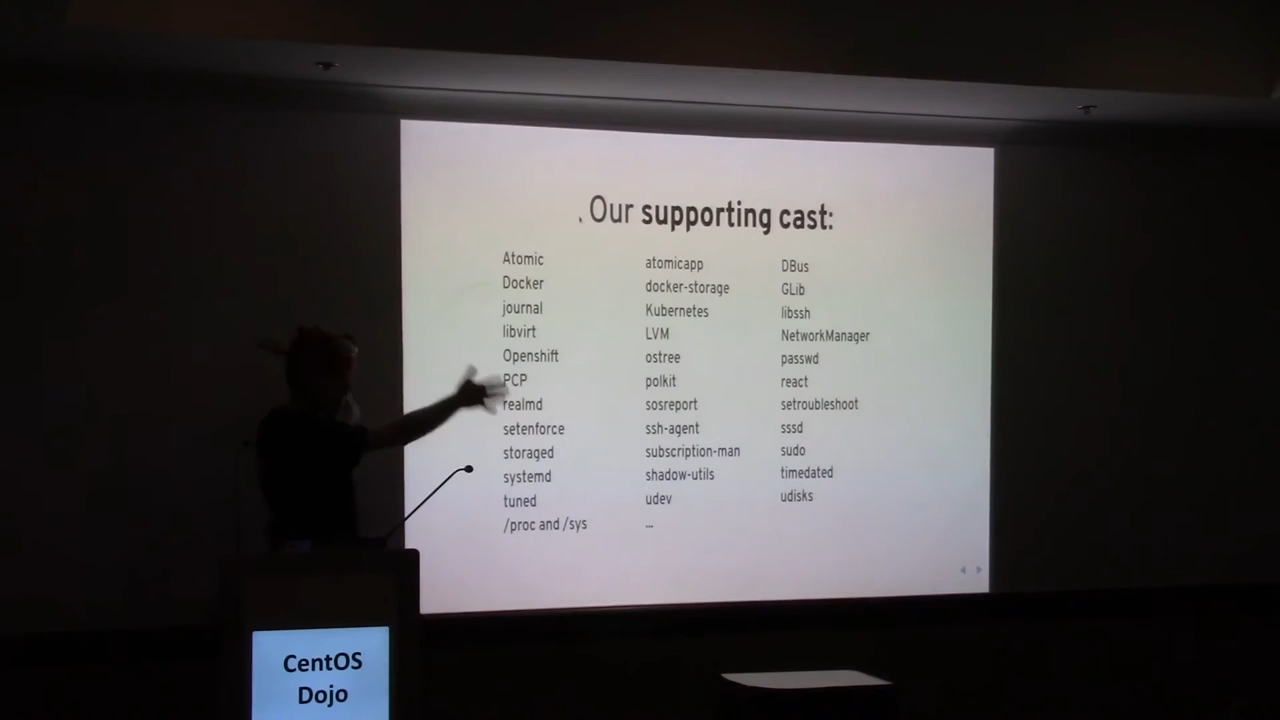 . Our supporting cast:
Atomic
Docker
journal
libvirt
Openshift
PCP
realmd
setenforce
storaged
systemd
tuned
/proc and /sys
atomicapp
docker-storage
Kubernetes
LVM
ostree
polkit
sosreport
ssh-agent
subscription-man
shadow-utils
udev
...
DBus
GLib
libssh
NetworkManager
passwd
react
setroubleshoot
sssd
sudo
timedated
udisks
CentOS
Dojo